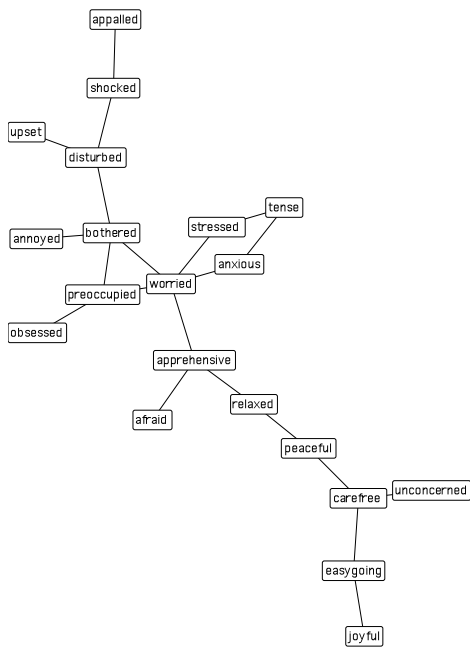 appalled
shocked
upset
disturbed
tense
stressed
bothered
annoyed
anxious
worried
preoccupied
obsessed
apprehensive
relaxed
afraid
peaceful
unconcerned
carefree
easygoing
joyful